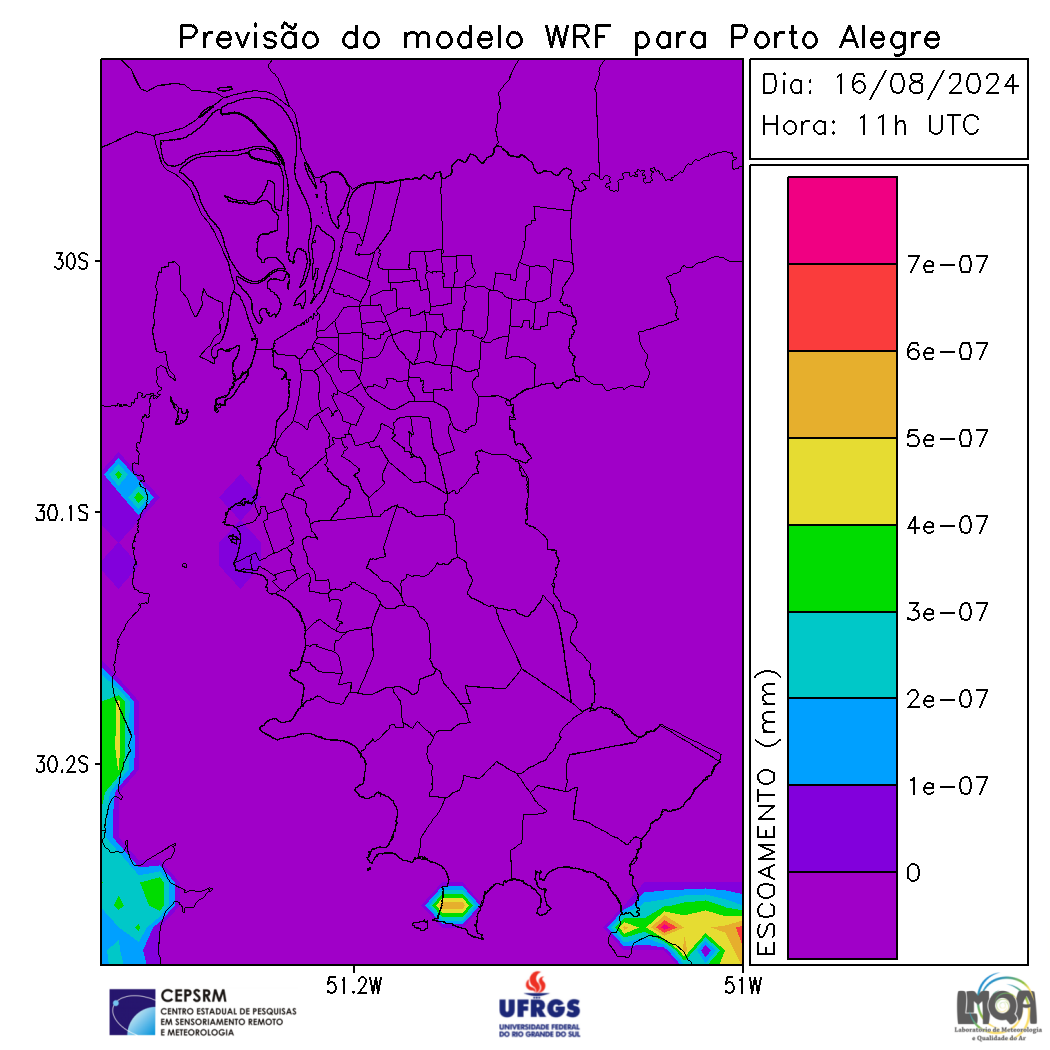 Previsão do modelo WRF para Porto Alegre
Dia: 16/08/2024
Hora: 11h UTC
30S
30.1S
30.2S
51.2W
51W
7e-07
6e-07
5e-07
4e-07
3e-07
2e-07
1e-07
0
ESCOAMENTO (mm)
CEPSRM
CENTRO ESTADUAL DE PESQUISAS
EM SENSORIAMENTO REMOTO
E METEOROLOGIA
UFRGS
UNIVERSIDADE FEDERAL
DO RIO GRANDE DO SUL
LMQA
Laboratório de Meteorologia
e Qualidade do Ar